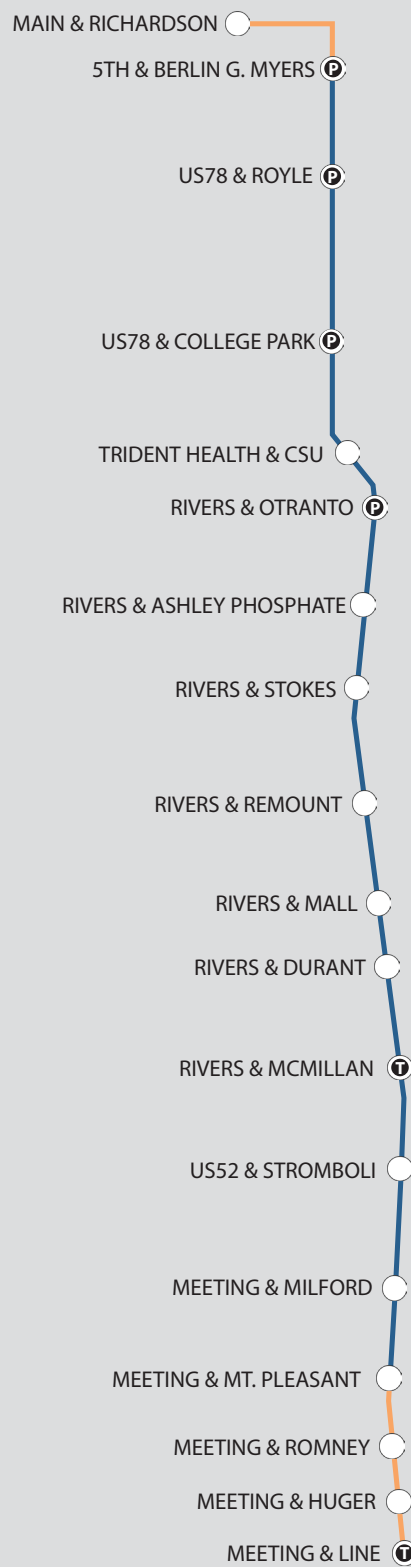 MAIN & RICHARDSON
5TH & BERLIN G. MYERS P
US78 & ROYLE P
US78 & COLLEGE PARK P
TRIDENT HEALTH & CSU
RIVERS & OTRANTO P
RIVERS & ASHLEY PHOSPHATE
RIVERS & STOKES
RIVERS & REMOUNT
RIVERS & MALL
RIVERS & DURANT
RIVERS & MCMILLAN T
US52 & STROMBOLI
MEETING & MILFORD
MEETING & MT. PLEASANT
MEETING & ROMNEY
MEETING & HUGER
MEETING & LINE T